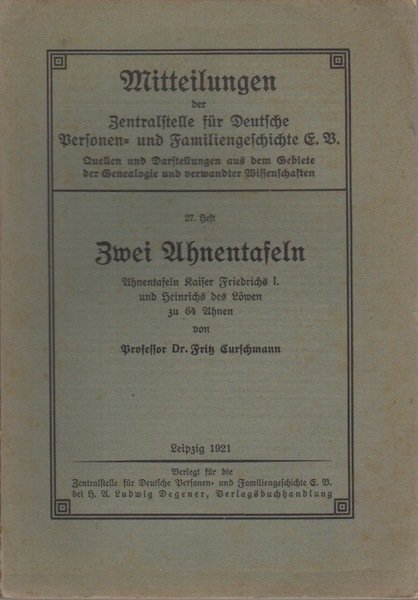 Mitteilungen
der
Zentralstelle für Deutsche
Personen- und Familiengeschichte E. V.
Quellen und Darstellungen aus dem Gebiete
der Genealogie und verwandter Wissenschaften
27. Heft
Zwei Ahnentafeln
Ahnentafeln Kaiser Friedrichs I.
und Heinrichs des Löwen
zu 64 Ahnen
von
Professor Dr. Fritz Curschmann
Leipzig 1921
Verlegt für die
Zentralstelle für Deutsche Personen- und Familiengeschichte E. V.
bei H. A. Ludwig Degener, Verlagsbuchhandlung